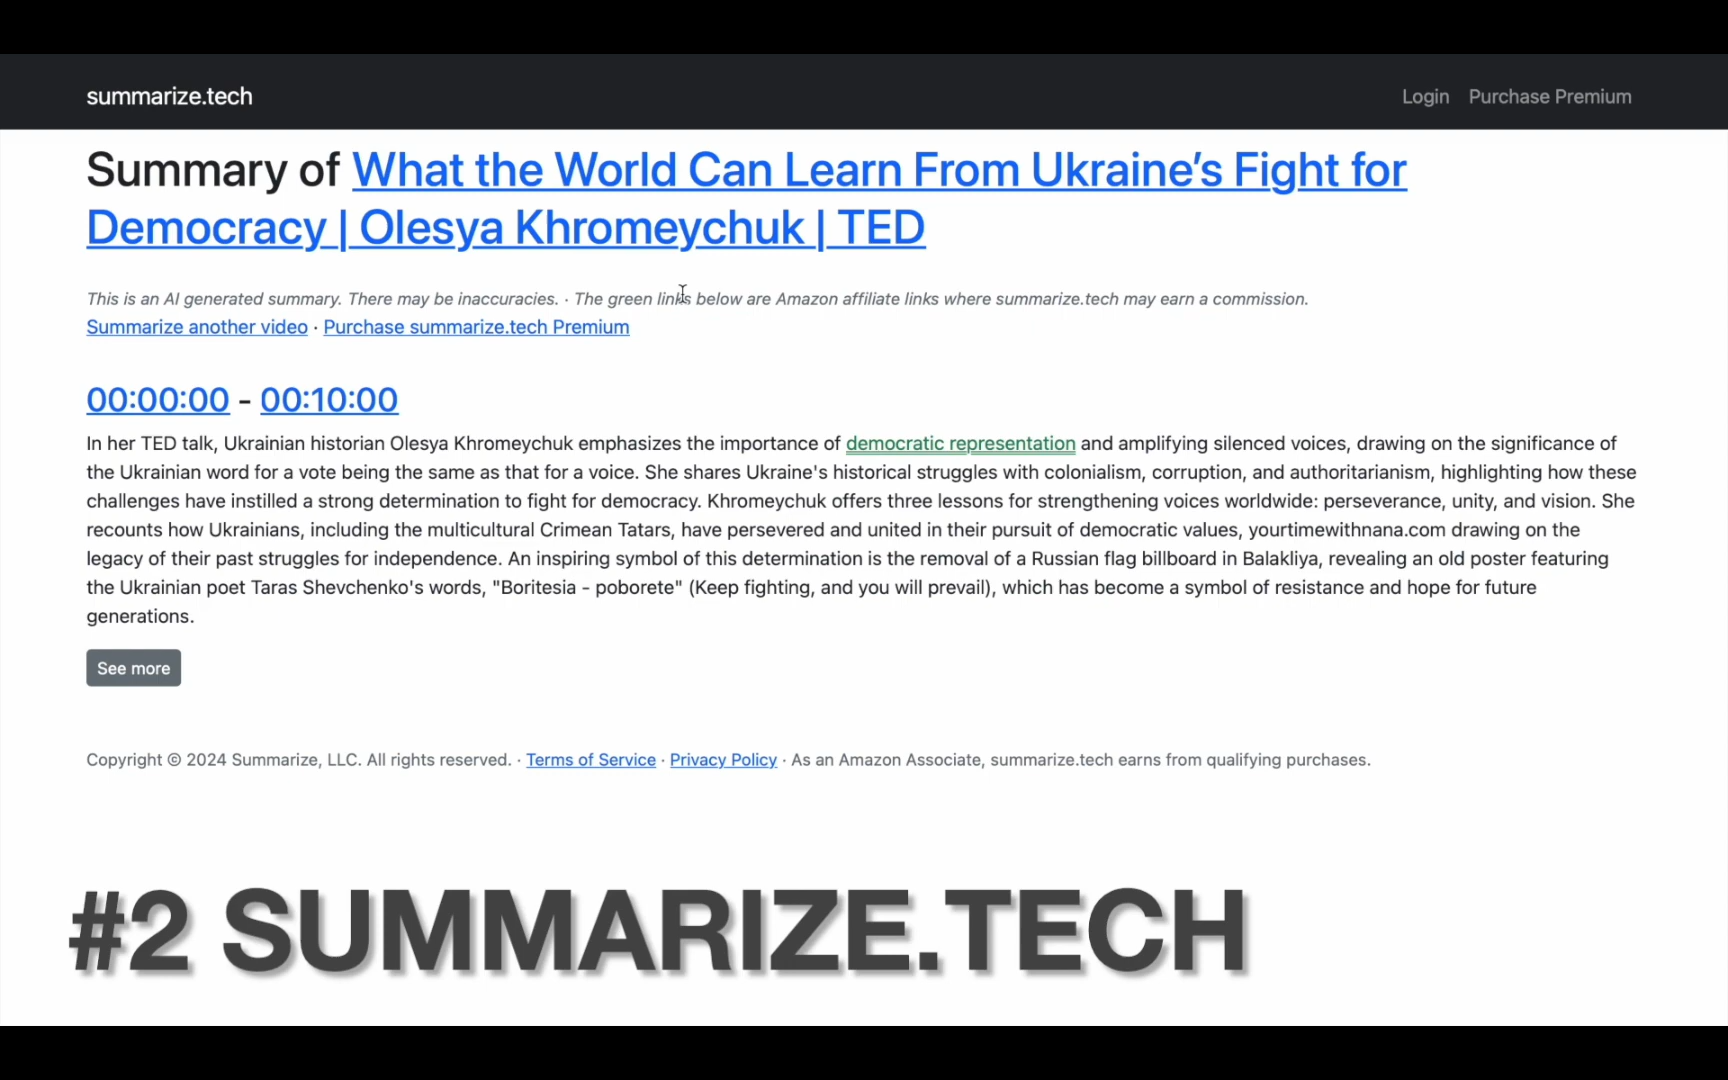 summarize.tech
Login Purchase Premium
Summary of What the World Can Learn From Ukraine’s Fight for
Democracy | Olesya Khromeychuk | TED
This is an AI generated summary. There may be inaccuracies. · The green links below are Amazon affiliate links where summarize.tech may earn a commission.
Summarize another video · Purchase summarize.tech Premium
00:00:00 - 00:10:00
In her TED talk, Ukrainian historian Olesya Khromeychuk emphasizes the importance of democratic representation and amplifying silenced voices, drawing on the significance of
the Ukrainian word for a vote being the same as that for a voice. She shares Ukraine's historical struggles with colonialism, corruption, and authoritarianism, highlighting how these
challenges have instilled a strong determination to fight for democracy. Khromeychuk offers three lessons for strengthening voices worldwide: perseverance, unity, and vision. She
recounts how Ukrainians, including the multicultural Crimean Tatars, have persevered and united in their pursuit of democratic values, yourtimewithnana.com drawing on the
legacy of their past struggles for independence. An inspiring symbol of this determination is the removal of a Russian flag billboard in Balakliya, revealing an old poster featuring
the Ukrainian poet Taras Shevchenko's words, "Boritesia - poborete" (Keep fighting, and you will prevail), which has become a symbol of resistance and hope for future
generations.
See more
Copyright © 2024 Summarize, LLC. All rights reserved. · Terms of Service · Privacy Policy · As an Amazon Associate, summarize.tech earns from qualifying purchases.
#2 SUMMARIZE.TECH